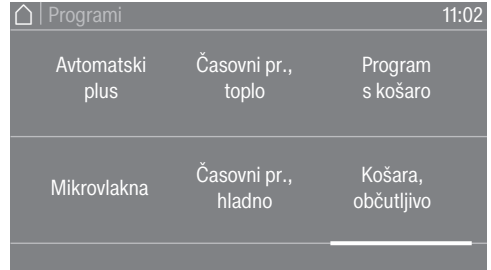 Programi 11:02
Avtomatski
plus
Časovni pr.,
toplo
Program
s košaro
Mikrovlakna
Časovni pr.,
hladno
Košara,
občutljivo